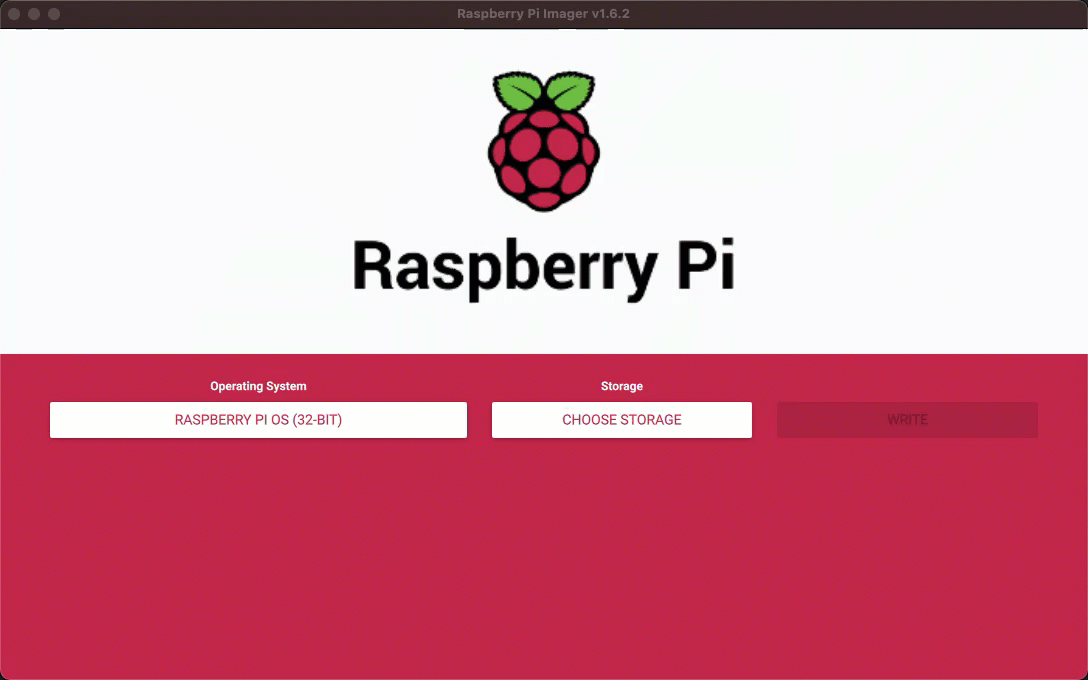 Raspberry Pi Imager v1.6.2
Raspberry Pi
Operating System
Storage
RASPBERRY PI OS (32-BIT)
CHOOSE STORAGE
WRITE